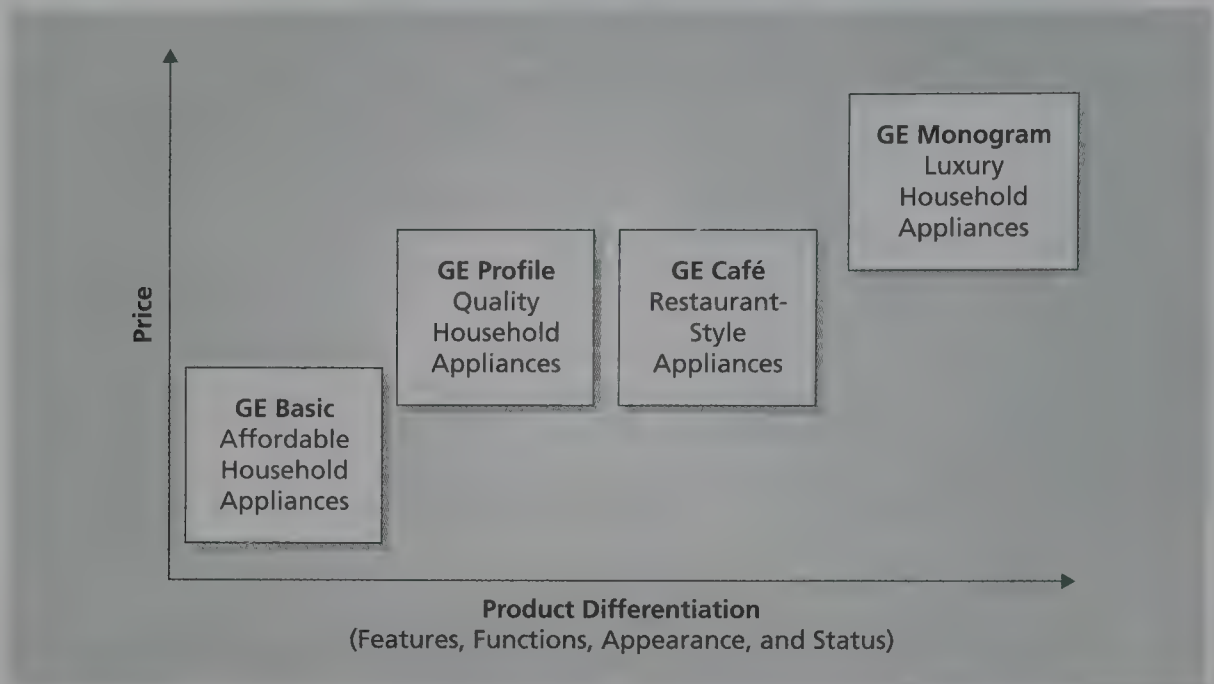 GE Monogram
Luxury
Household
Appliances
GE Profile
Quality
Household
Appliances
GE Café
Restaurant-
Style
Appliances
GE Basic
Affordable
Household
Appliances
Price
Product Differentiation
(Features, Functions, Appearance, and Status)